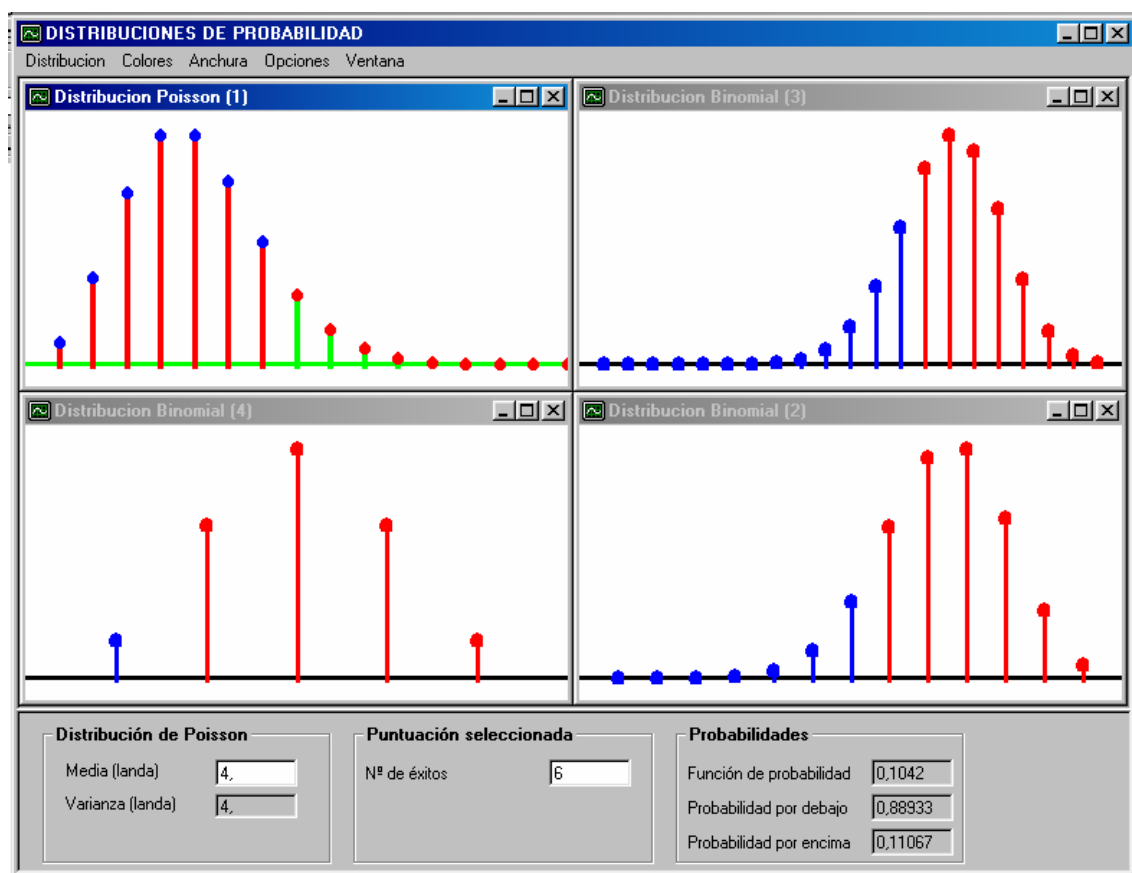 DISTRIBUCIONES DE PROBABILIDAD
Distribucion Colores Anchura Opciones Ventana
Distribucion Poisson (1)
Distribucion Binomial (3)
Distribucion Binomial (4)
Distribucion Binomial (2)
Distribución de Poisson
Media (landa) 4,
Varianza (landa) 4,
Puntuación seleccionada
Nº de éxitos 6
Probabilidades
Función de probabilidad 0,1042
Probabilidad por debajo 0,88933
Probabilidad por encima 0,11067